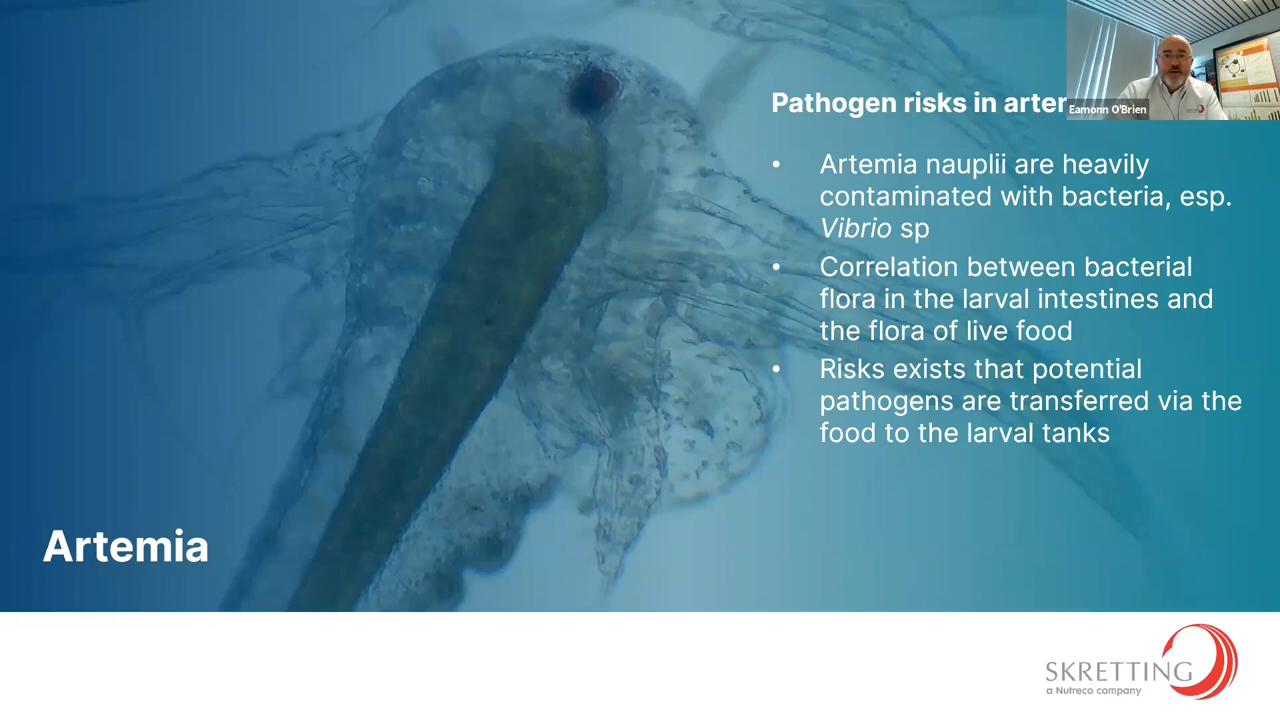 Pathogen risks in arter
Eamonn O'Brien
• Artemia nauplii are heavily
contaminated with bacteria, esp.
Vibrio sp
• Correlation between bacterial
flora in the larval intestines and
the flora of live food
• Risks exists that potential
pathogens are transferred via the
food to the larval tanks
Artemia
SKRETTING
a Nutreco company